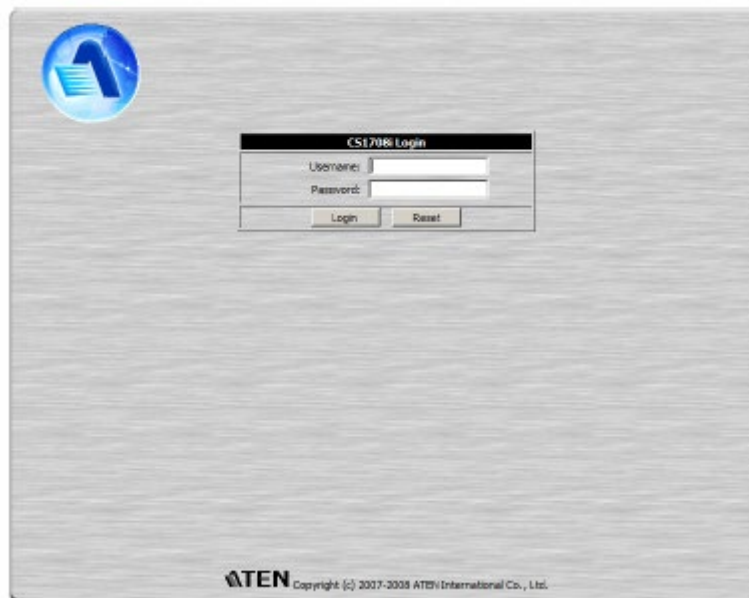 CS1708i Login
Username:
Password:
Login Reset
ATEN Copyright (c) 2007-2008 ATEN International Co., Ltd.